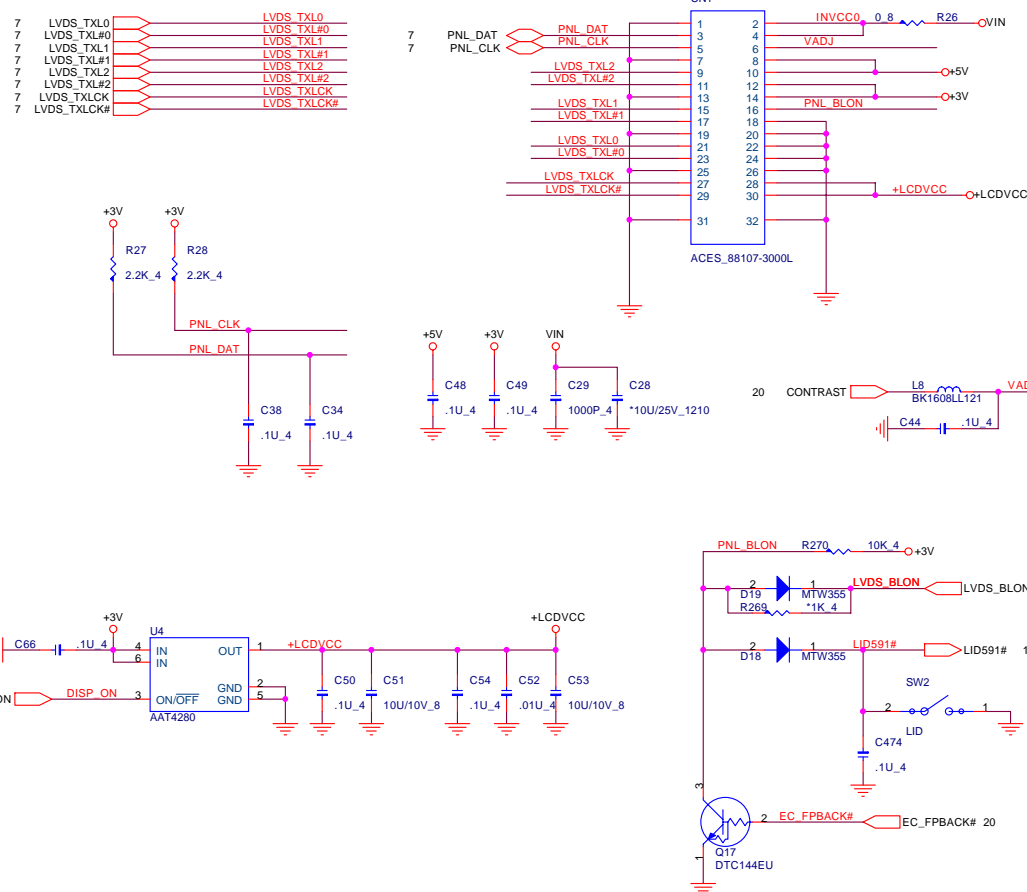 CN1
7 LVDS_TXL0 LVDS_TXL0
7 LVDS_TXL#0 LVDS_TXL#0
7 LVDS_TXL1 LVDS_TXL1
7 LVDS_TXL#1 LVDS_TXL#1
7 LVDS_TXL2 LVDS_TXL2
7 LVDS_TXL#2 LVDS_TXL#2
7 LVDS_TXLCK LVDS_TXLCK
7 LVDS_TXLCK# LVDS_TXLCK#
7 PNL_DAT PNL_DAT
7 PNL_CLK PNL_CLK
1 2 INVCC0 0_8 R26 VIN
3 4
5 6 VADJ
7 8
LVDS_TXL2 9 10 +5V
LVDS_TXL#2 11 12
13 14 +3V
LVDS_TXL1 15 16 PNL_BLON
LVDS_TXL#1 17 18
19 20
LVDS_TXL0 21 22
LVDS_TXL#0 23 24
25 26
LVDS_TXLCK 27 28
LVDS_TXLCK# 29 30 +LCDVCC +LCDVCC
31 32
ACES_88107-3000L
+3V +3V
R27 R28
2.2K_4 2.2K_4
PNL_CLK
PNL_DAT
C38 C34
.1U_4 .1U_4
+5V +3V VIN
C48 C49 C29 C28
.1U_4 .1U_4 1000P_4 *10U/25V_1210
20 CONTRAST L8 VAD
BK1608LL121
C44 .1U_4
+3V
C66 .1U_4
U4
4 IN OUT 1 +LCDVCC
6 IN
GND 2
ON DISP_ON 3 ON/OFF GND 5
AAT4280
+LCDVCC
C50 C51 C54 C52 C53
.1U_4 10U/10V_8 .1U_4 .01U_4 10U/10V_8
PNL_BLON R270 10K_4 +3V
2 1 LVDS_BLON LVDS_BLON
D19 MTW355
R269 *1K_4
2 1 LID591# LID591# 1
D18 MTW355
SW2
2 1
LID
C474
.1U_4
3
2 EC_FPBACK# EC_FPBACK# 20
1
Q17
DTC144EU